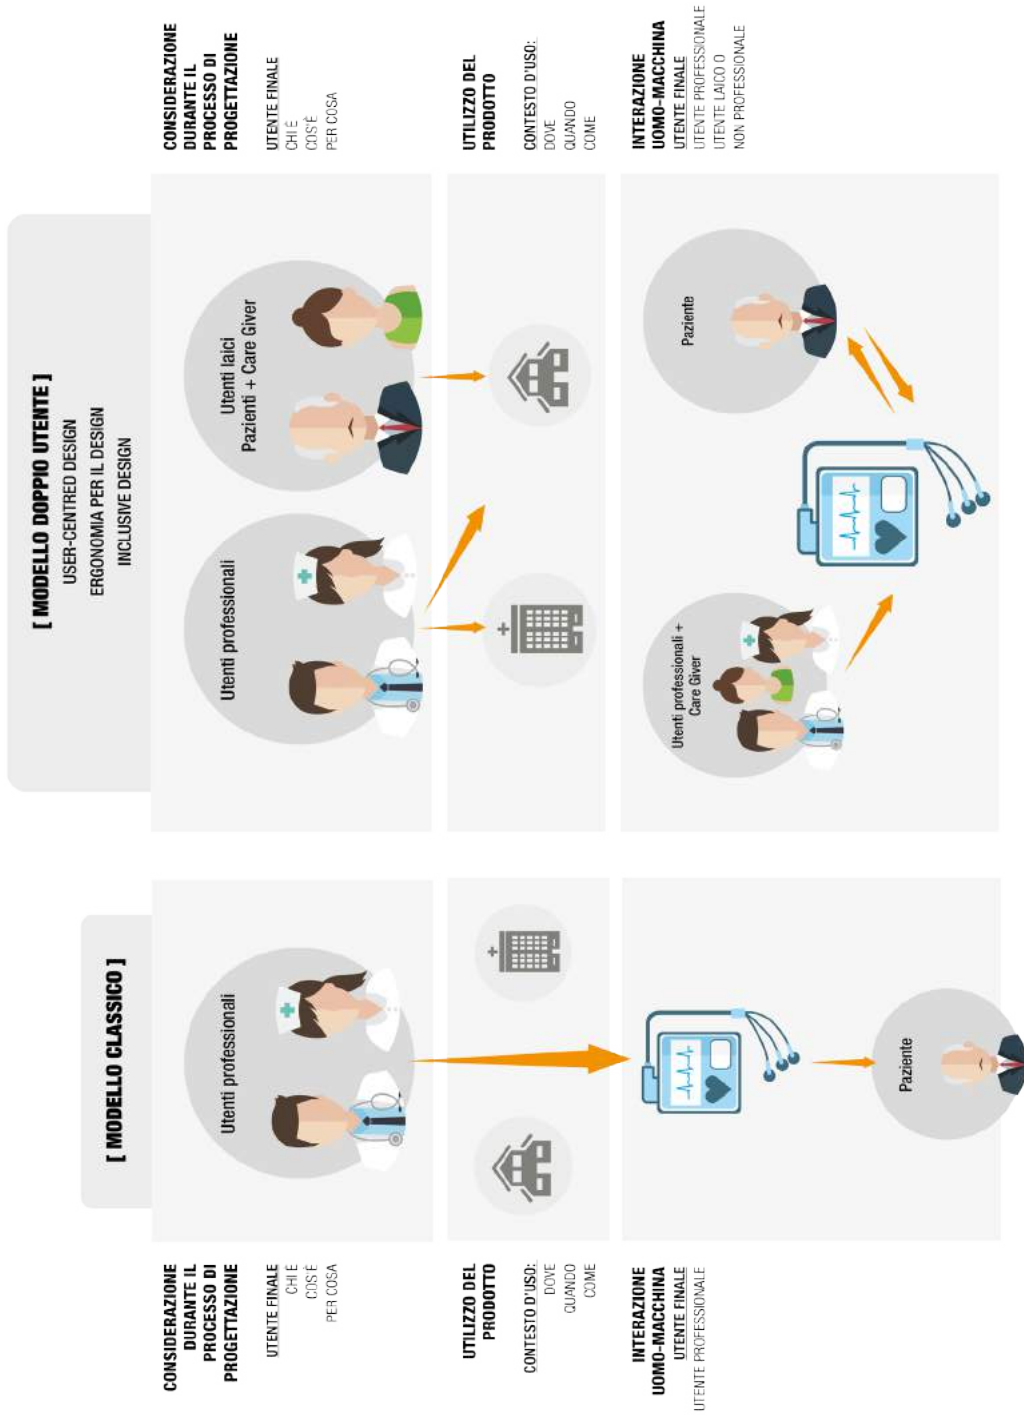 [ MODELLO CLASSICO ]
CONSIDERAZIONE
DURANTE IL
PROCESSO DI
PROGETTAZIONE
UTENTE FINALE
CHI È
COS'È
PER COSA
Utenti professionali
UTILIZZO DEL
PRODOTTO
CONTESTO D'USO:
DOVE
QUANDO
COME
INTERAZIONE
UOMO-MACCHINA
UTENTE FINALE
UTENTE PROFESSIONALE
Paziente
[ MODELLO DOPPIO UTENTE ]
USER-CENTRED DESIGN
ERGONOMIA PER IL DESIGN
INCLUSIVE DESIGN
Utenti professionali
Utenti laici
Pazienti + Care Giver
CONSIDERAZIONE
DURANTE IL
PROCESSO DI
PROGETTAZIONE
UTENTE FINALE
CHI È
COS'È
PER COSA
UTILIZZO DEL
PRODOTTO
CONTESTO D'USO:
DOVE
QUANDO
COME
Utenti professionali +
Care Giver
Paziente
INTERAZIONE
UOMO-MACCHINA
UTENTE FINALE
UTENTE PROFESSIONALE
UTENTE LAICO O
NON PROFESSIONALE